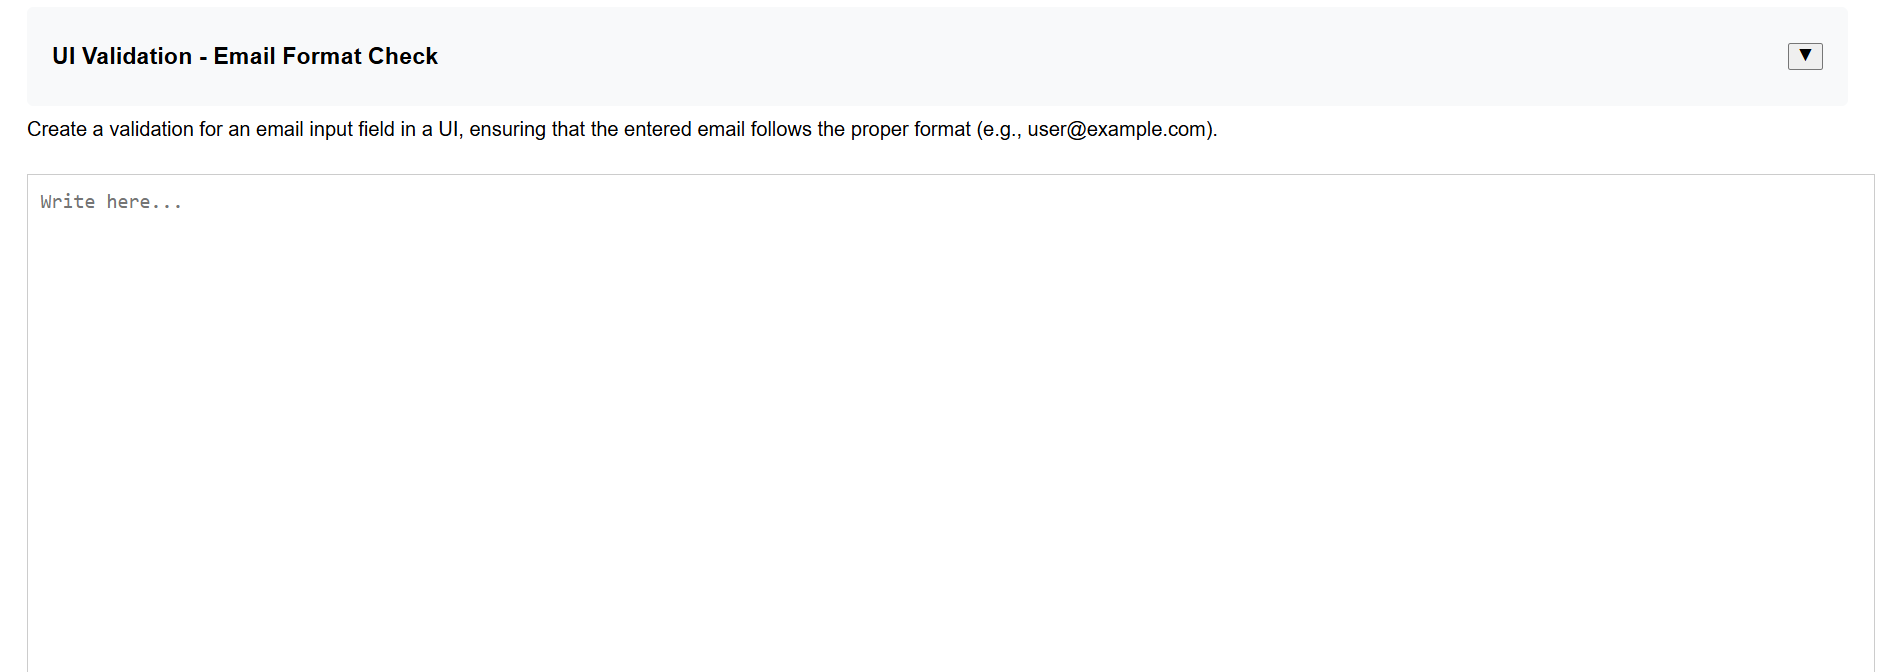 UI Validation - Email Format Check
▼
Create a validation for an email input field in a UI, ensuring that the entered email follows the proper format (e.g., user@example.com).
Write here...